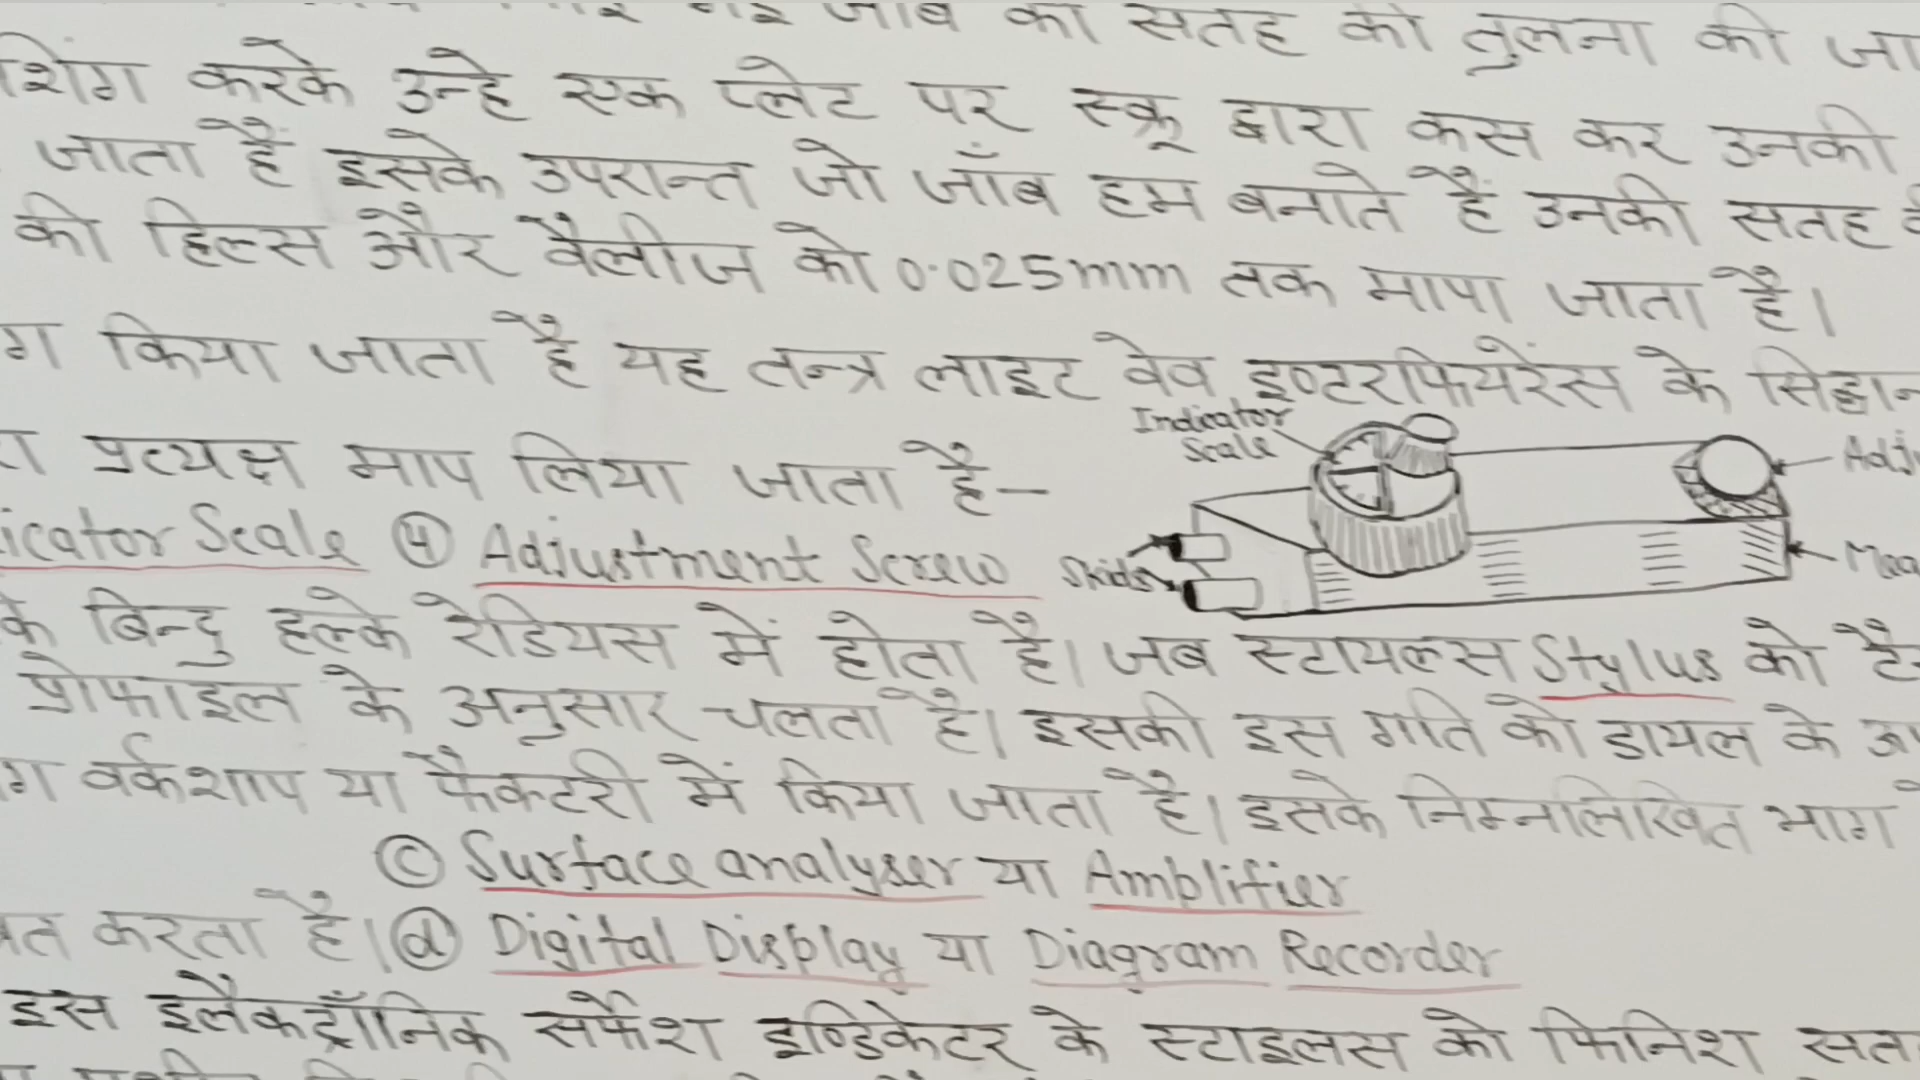 जॉब की सतह की तुलना की जा
शिंग करके उन्हे एक प्लेट पर स्क्रू द्वारा कस कर उनकी
जाता है इसके उपरान्त जो जॉब हम बनाते हैं उनकी सतह
की हिल्स और वैलीज को 0.025mm तक मापा जाता है।
ग किया जाता है यह तन्त्र लाइट वेव इण्टरफियरेंस के सिद्धान
प्रत्यक्ष माप लिया जाता है—
Indicator Scale
Adju
icator Scale ④ Adjustment Screw
Skids
Mea
के बिन्दु हल्के रेडियस में होता है। जब स्टायलस Stylus को टै
प्रोफाइल के अनुसार चलता है। इसकी इस गति को डायल के ऊ
ग वर्कशाप या फैक्टरी में किया जाता है। इसके निम्नलिखित भाग
ⓒ Surface analyser या Amplifier
करता है। ⓓ Digital Display या Diagram Recorder
इस इलैक्ट्रॉनिक सर्फेश इण्डिकेटर के स्टाइलस को फिनिश सत